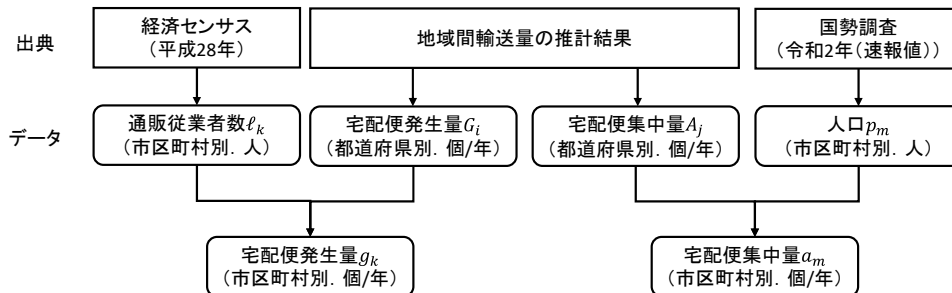 出典
経済センサス
（平成28年）
地域間輸送量の推計結果
国勢調査
（令和2年（速報値））
データ
通販従業者数ℓk
（市区町村別．人）
宅配便発生量Gi
（都道府県別．個/年）
宅配便集中量Aj
（都道府県別．個/年）
人口pm
（市区町村別．人）
宅配便発生量gk
（市区町村別．個/年）
宅配便集中量am
（市区町村別．個/年）